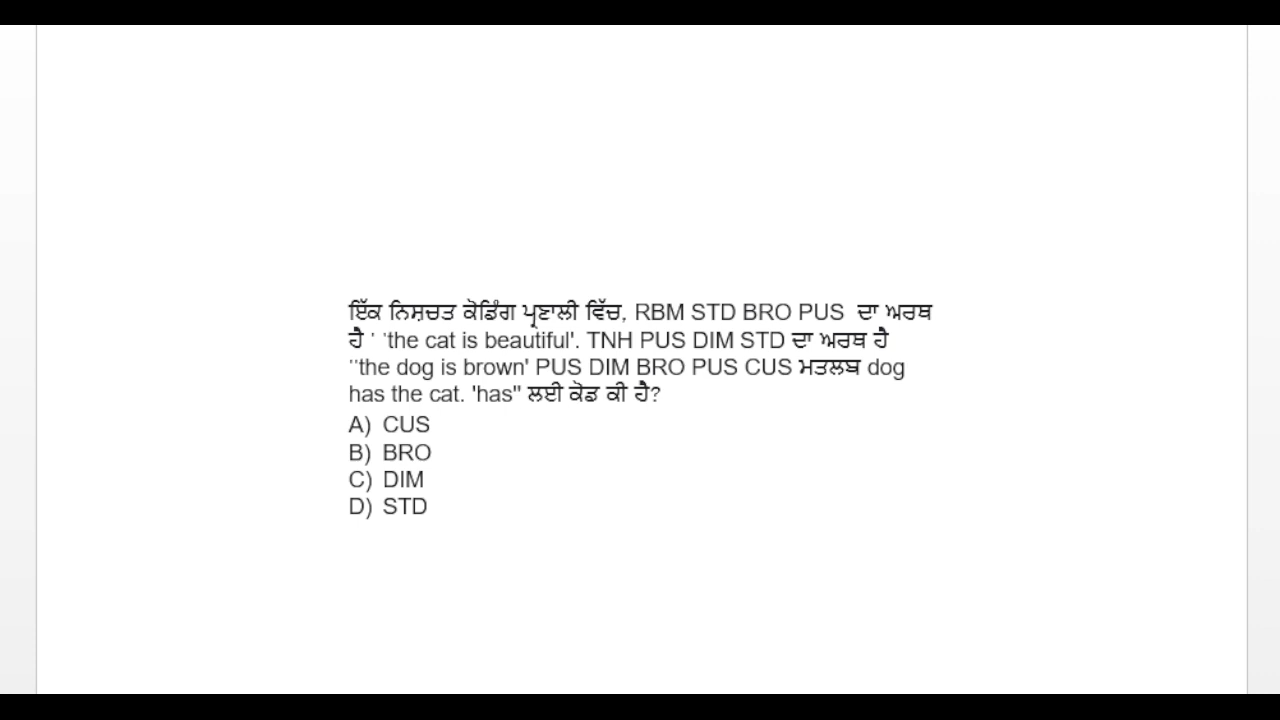 ਇੱਕ ਨਿਸ਼ਚਤ ਕੋਡਿੰਗ ਪ੍ਰਣਾਲੀ ਵਿੱਚ, RBM STD BRO PUS ਦਾ ਅਰਥ
ਹੈ ' 'the cat is beautiful'. TNH PUS DIM STD ਦਾ ਅਰਥ ਹੈ
''the dog is brown' PUS DIM BRO PUS CUS ਮਤਲਬ dog
has the cat. 'has'' ਲਈ ਕੋਡ ਕੀ ਹੈ?
A) CUS
B) BRO
C) DIM
D) STD